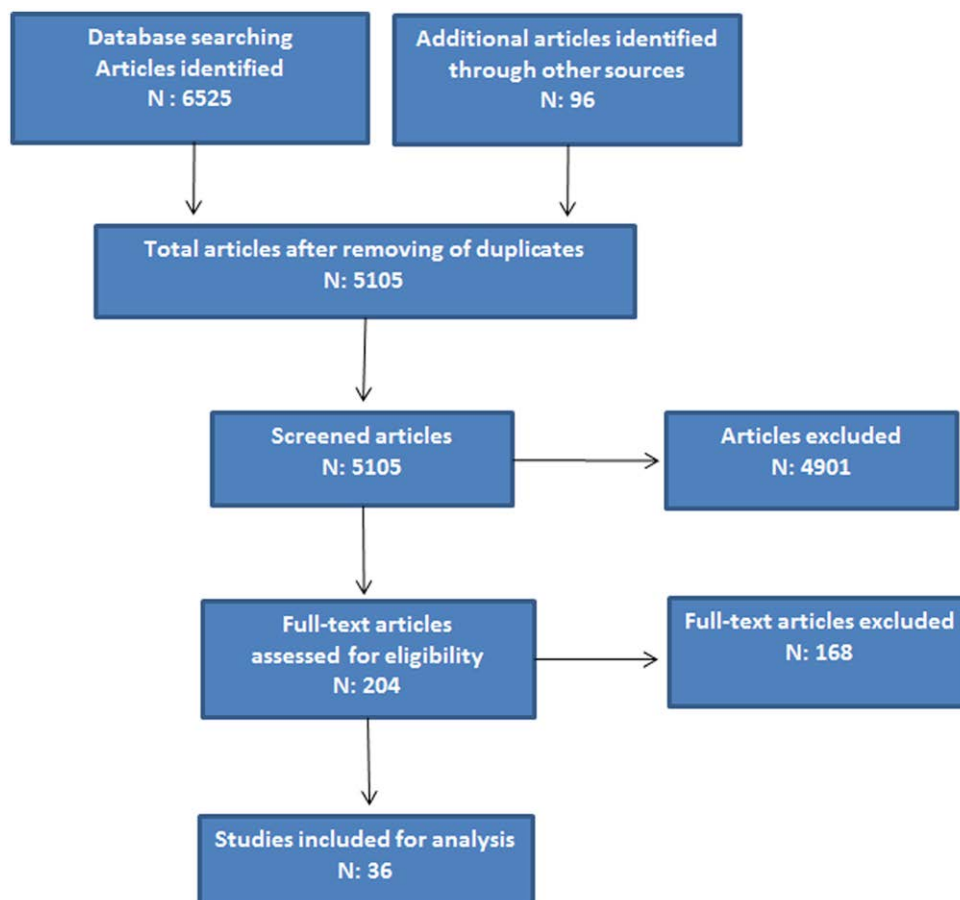 Database searching
Articles identified
N : 6525
Additional articles identified
through other sources
N: 96
Total articles after removing of duplicates
N: 5105
Screened articles
N: 5105
Articles excluded
N: 4901
Full-text articles
assessed for eligibility
N: 204
Full-text articles excluded
N: 168
Studies included for analysis
N: 36